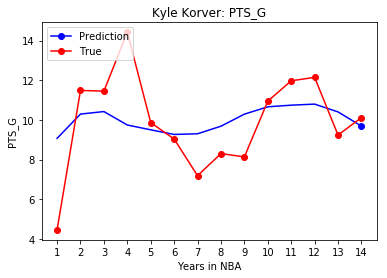 Kyle Korver: PTS_G
Prediction
True
14
12
10
8
6
4
PTS_G
1 2 3 4 5 6 7 8 9 10 11 12 13 14
Years in NBA